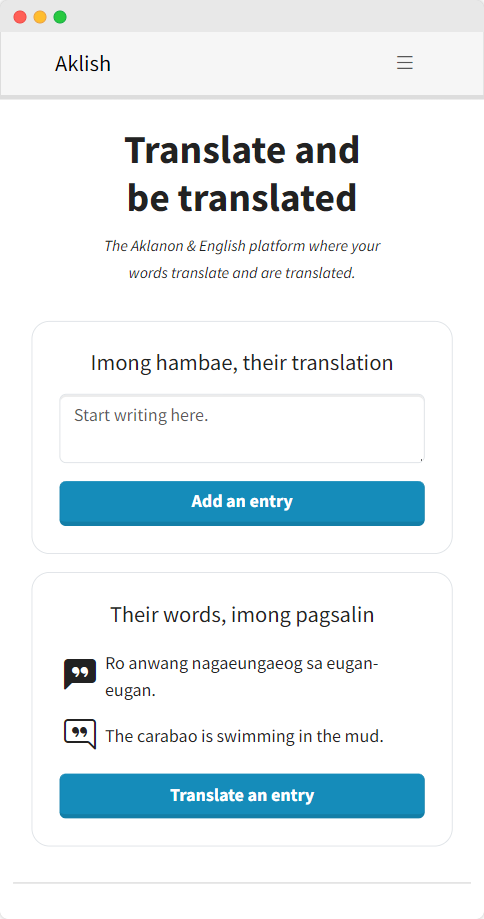 Aklish
Translate and
be translated
The Aklanon & English platform where your
words translate and are translated.
Imong hambae, their translation
Start writing here.
Add an entry
Their words, imong pagsalin
Ro anwang nagaeungaeog sa eugan-
eugan.
The carabao is swimming in the mud.
Translate an entry